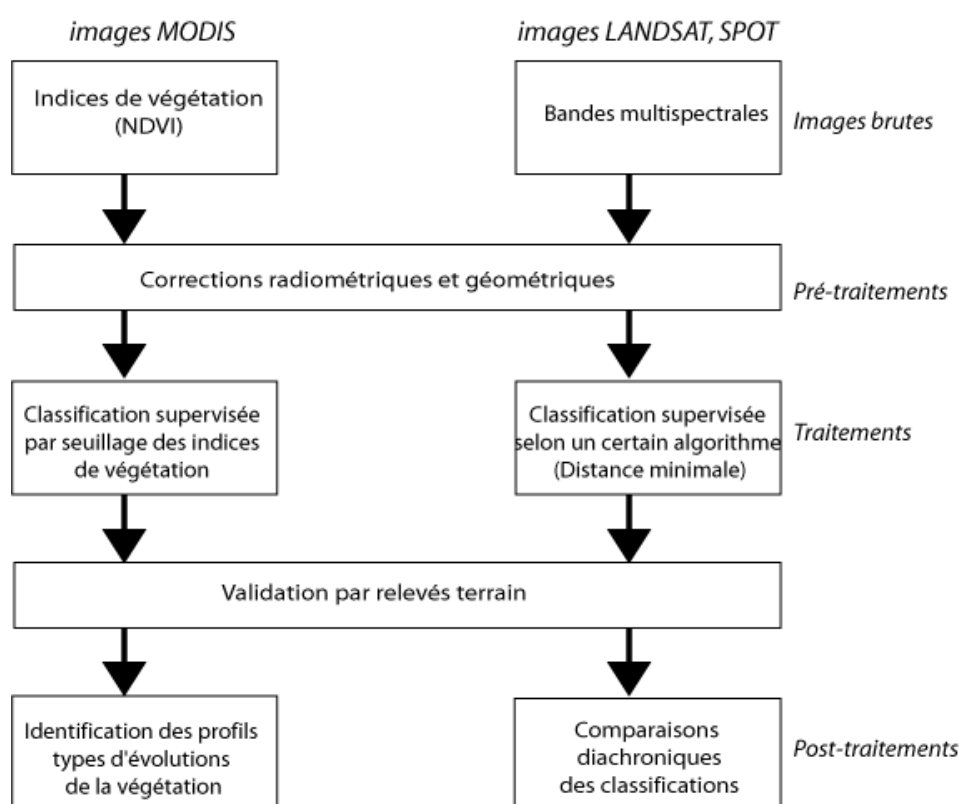 images MODIS
images LANDSAT, SPOT
Indices de végétation
(NDVI)
Bandes multispectrales
Images brutes
Corrections radiométriques et géométriques
Pré-traitements
Classification supervisée
par seuillage des indices
de végétation
Classification supervisée
selon un certain algorithme
(Distance minimale)
Traitements
Validation par relevés terrain
Identification des profils
types d'évolutions
de la végétation
Comparaisons
diachroniques
des classifications
Post-traitements